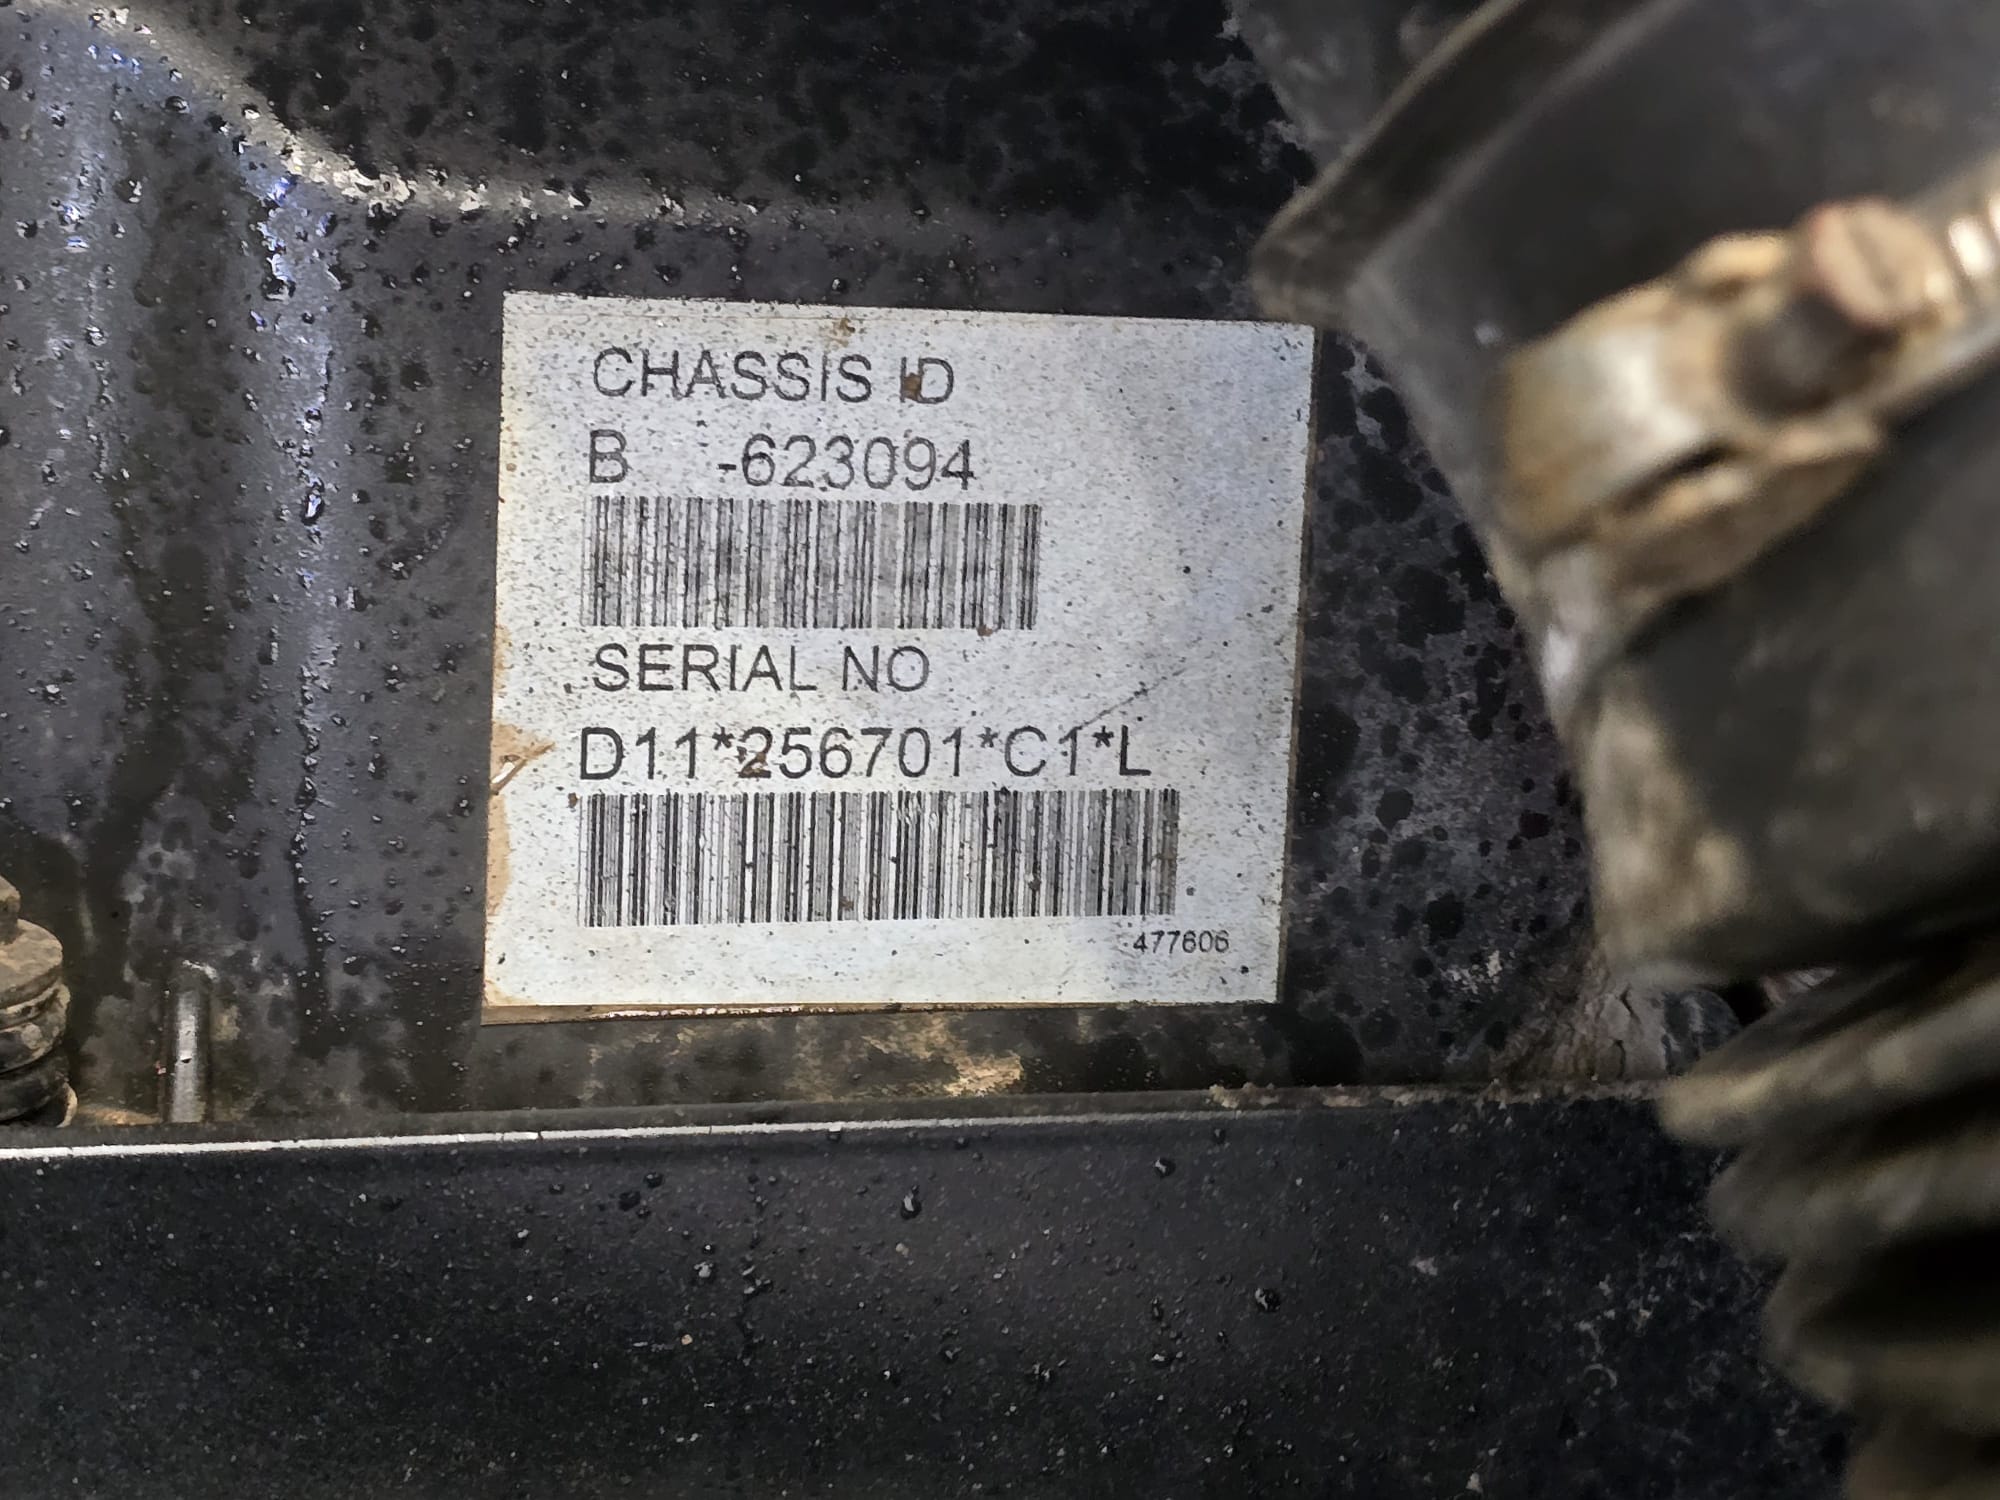 CHASSIS ID
B -623094
SERIAL NO
D11*256701*C1*L
477606